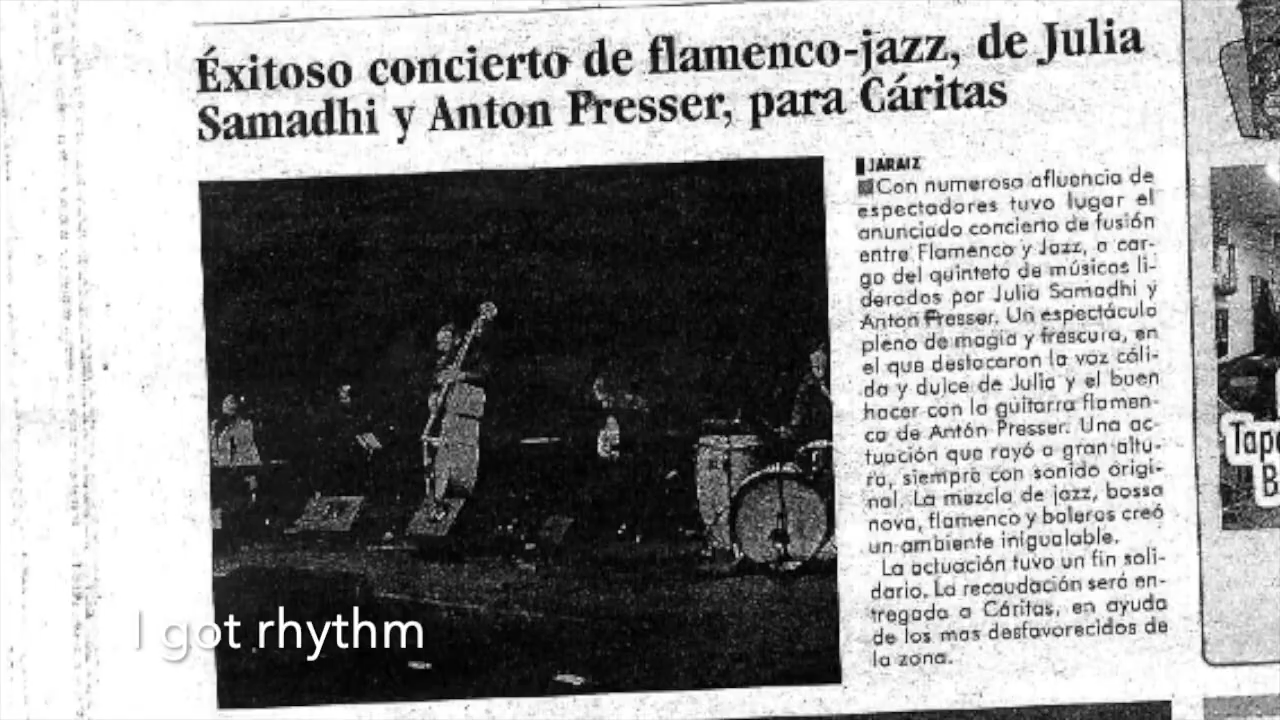 Éxitoso concierto de flamenco-jazz, de Julia
Samadhi y Anton Presser, para Cáritas
JARAIZ
Con numerosa afluencia de
espectadores tuvo lugar el
anunciado concierto de fusión
entre Flamenco y Jazz, a car-
go del quinteto de músicos li-
derados por Julia Samadhi y
Anton Presser. Un espectáculo
pleno de magia y frescura, en
el que destacaron la voz cáli-
da y dulce de Julia y el buen
hacer con la guitarra flamen-
ca de Antón Presser. Una ac-
tuación que rayó a gran altu-
ra, siempre con sonido origi-
nal. La mezcla de jazz, bossa
nova, flamenco y boleros creó
un ambiente inigualable.
La actuación tuvo un fin soli-
dario. La recaudación será en-
tregada a Cáritas, en ayuda
de los mas desfavorecidos de
la zona.
I got rhythm